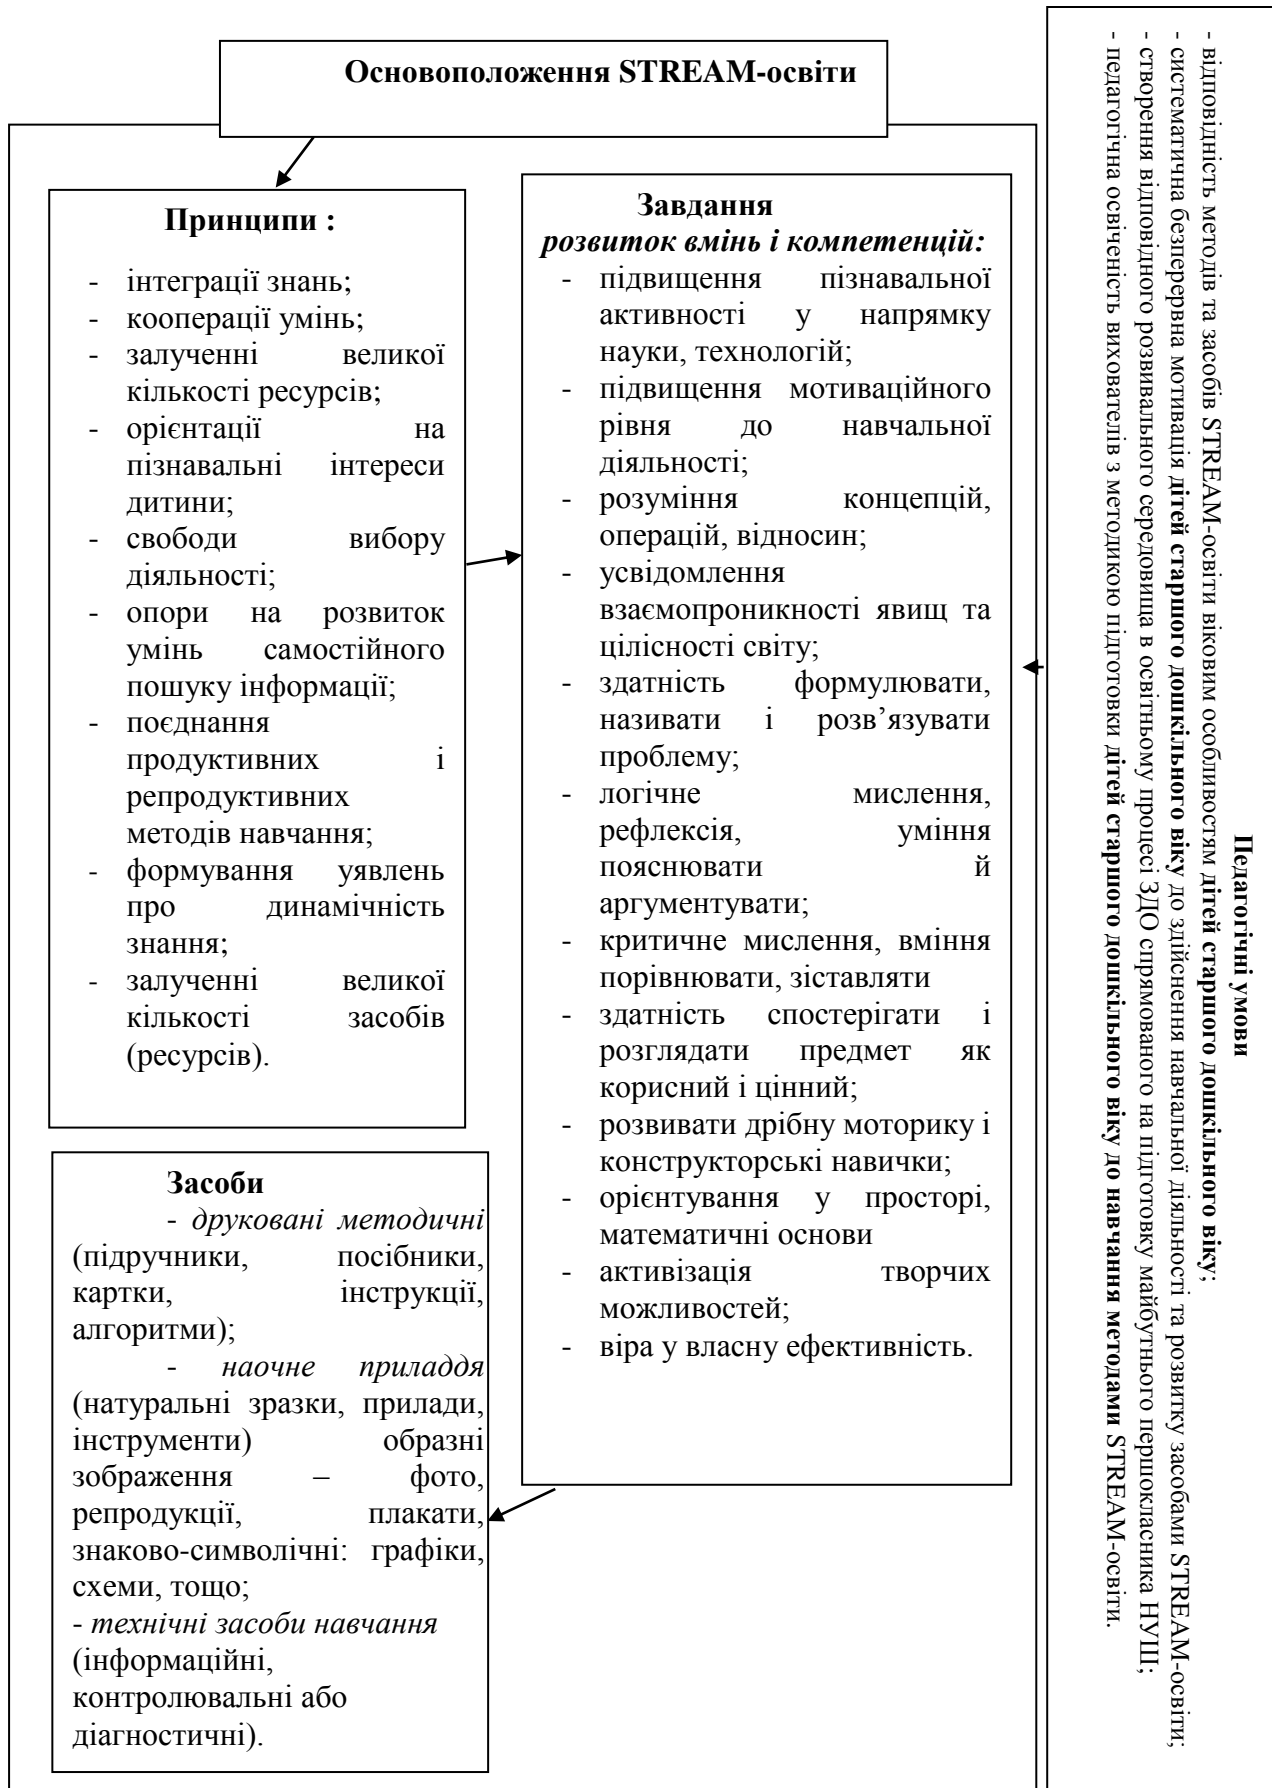 Основоположення STREAM-освіти
Принципи :
- інтеграції знань;
- кооперації умінь;
- залученні великої
кількості ресурсів;
- орієнтації на
пізнавальні інтереси
дитини;
- свободи вибору
діяльності;
- опори на розвиток
умінь самостійного
пошуку інформації;
- поєднання
продуктивних і
репродуктивних
методів навчання;
- формування уявлень
про динамічність
знання;
- залученні великої
кількості засобів
(ресурсів).
Завдання
розвиток вмінь і компетенцій:
- підвищення пізнавальної
активності у напрямку
науки, технологій;
- підвищення мотиваційного
рівня до навчальної
діяльності;
- розуміння концепцій,
операцій, відносин;
- усвідомлення
взаємопроникності явищ та
цілісності світу;
- здатність формулювати,
називати і розв’язувати
проблему;
- логічне мислення,
рефлексія, уміння
пояснювати й
аргументувати;
- критичне мислення, вміння
порівнювати, зіставляти
- здатність спостерігати і
розглядати предмет як
корисний і цінний;
- розвивати дрібну моторику і
конструкторські навички;
- орієнтування у просторі,
математичні основи
- активізація творчих
можливостей;
- віра у власну ефективність.
Засоби
- друковані методичні
(підручники, посібники,
картки, інструкції,
алгоритми);
- наочне приладдя
(натуральні зразки, прилади,
інструменти) образні
зображення – фото,
репродукції, плакати,
знаково-символічні: графіки,
схеми, тощо;
- технічні засоби навчання
(інформаційні,
контролювальні або
діагностичні).
Педагогічні умови
- відповідність методів та засобів STREAM-освіти віковим особливостям дітей старшого дошкільного віку;
- систематична безперервна мотивація дітей старшого дошкільного віку до здійснення навчальної діяльності та розвитку засобами STREAM-освіти;
- створення відповідного розвивального середовища в освітньому процесі ЗДО спрямованого на підготовку майбутнього першокласника НУШ;
- педагогічна освіченість вихователів з методикою підготовки дітей старшого дошкільного віку до навчання методами STREAM-освіти.